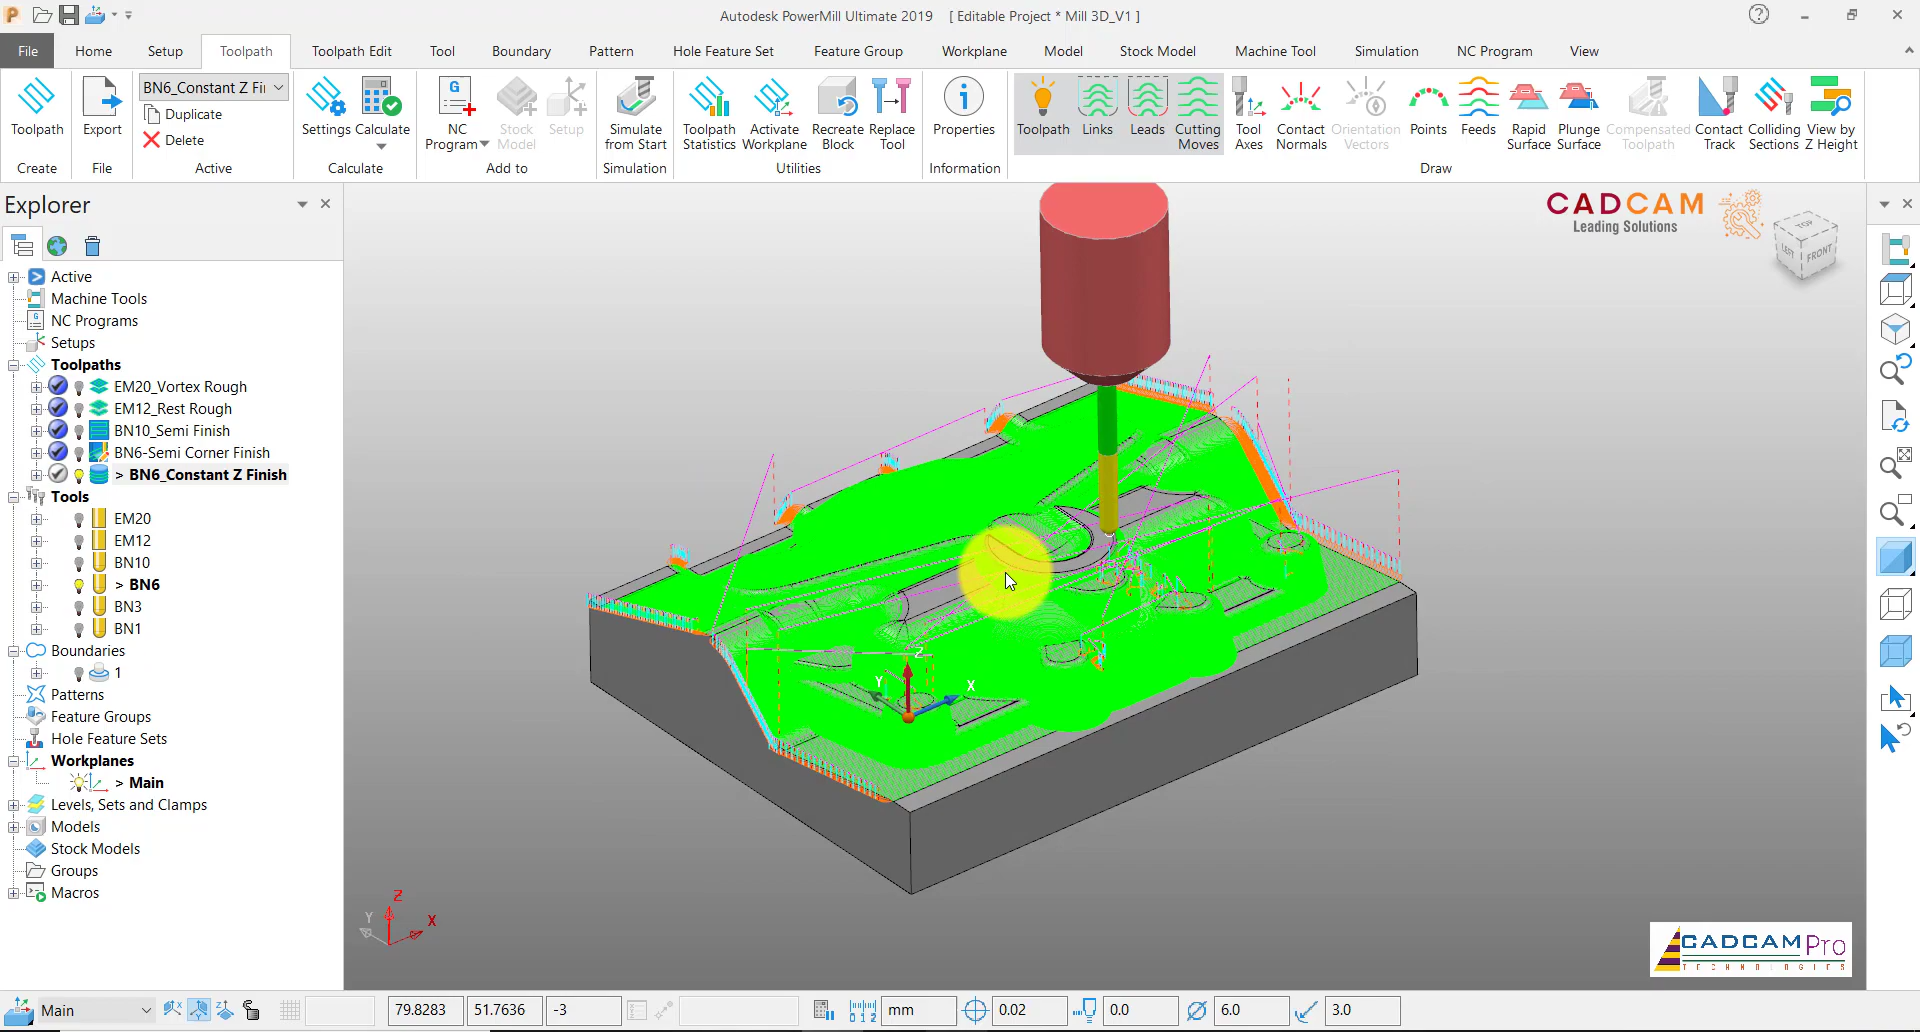 Autodesk PowerMill Ultimate 2019 [ Editable Project * Mill 3D_V1 ]
File Home Setup Toolpath Toolpath Edit Tool Boundary Pattern Hole Feature Set Feature Group Workplane Model Stock Model Machine Tool Simulation NC Program View
BN6_Constant Z Fi
Duplicate
Delete
Toolpath
Export
Settings
Calculate
NC
Program
Stock
Model
Setup
Simulate
from Start
Toolpath
Statistics
Activate
Workplane
Recreate
Block
Replace
Tool
Properties
Toolpath
Links
Leads
Cutting
Moves
Tool
Axes
Contact
Normals
Orientation
Vectors
Points
Feeds
Rapid
Surface
Plunge
Surface
Compensated
Toolpath
Contact
Track
Colliding
Sections
View by
Z Height
Create File Active Calculate Add to Simulation Utilities Information Draw
Explorer
Active
Machine Tools
NC Programs
Setups
Toolpaths
EM20_Vortex Rough
EM12_Rest Rough
BN10_Semi Finish
BN6-Semi Corner Finish
> BN6_Constant Z Finish
Tools
EM20
EM12
BN10
> BN6
BN3
BN1
Boundaries
1
Patterns
Feature Groups
Hole Feature Sets
Workplanes
> Main
Levels, Sets and Clamps
Models
Stock Models
Groups
Macros
CADCAM
Leading Solutions
TOP
LEFT
FRONT
Z
Y
X
Z
Y
X
CADCAM Pro
TECHNOLOGIES
Main 79.8283 51.7636 -3 mm 0.02 0.0 6.0 3.0